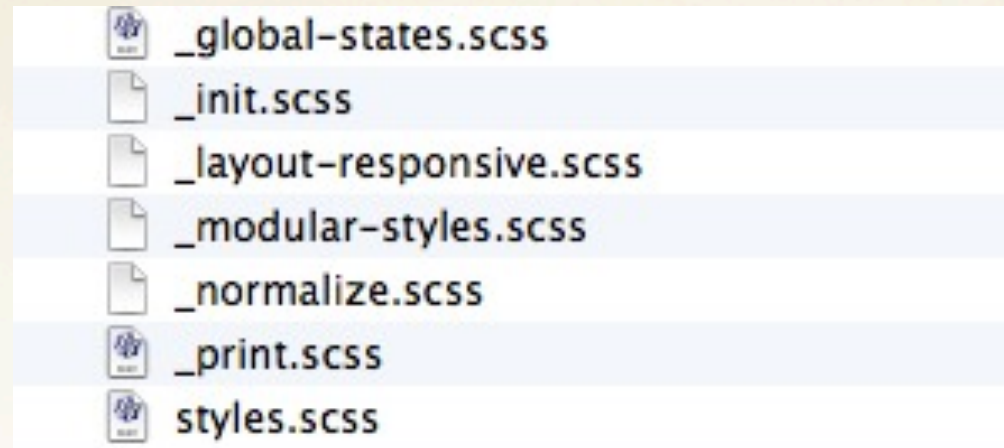 _global-states.scss
_init.scss
_layout-responsive.scss
_modular-styles.scss
_normalize.scss
_print.scss
styles.scss